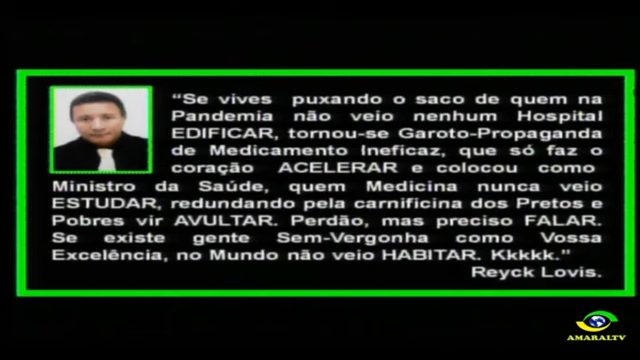 “Se vives puxando o saco de quem na
Pandemia não veio nenhum Hospital
EDIFICAR, tornou-se Garoto-Propaganda
de Medicamento Ineficaz, que só faz o
coração ACELERAR e colocou como
Ministro da Saúde, quem Medicina nunca veio
ESTUDAR, redundando pela carnificina dos Pretos e
Pobres vir AVULTAR. Perdão, mas preciso FALAR.
Se existe gente Sem-Vergonha como Vossa
Excelência, no Mundo não veio HABITAR. Kkkkk.”
Reyck Lovis.
AMARALTV